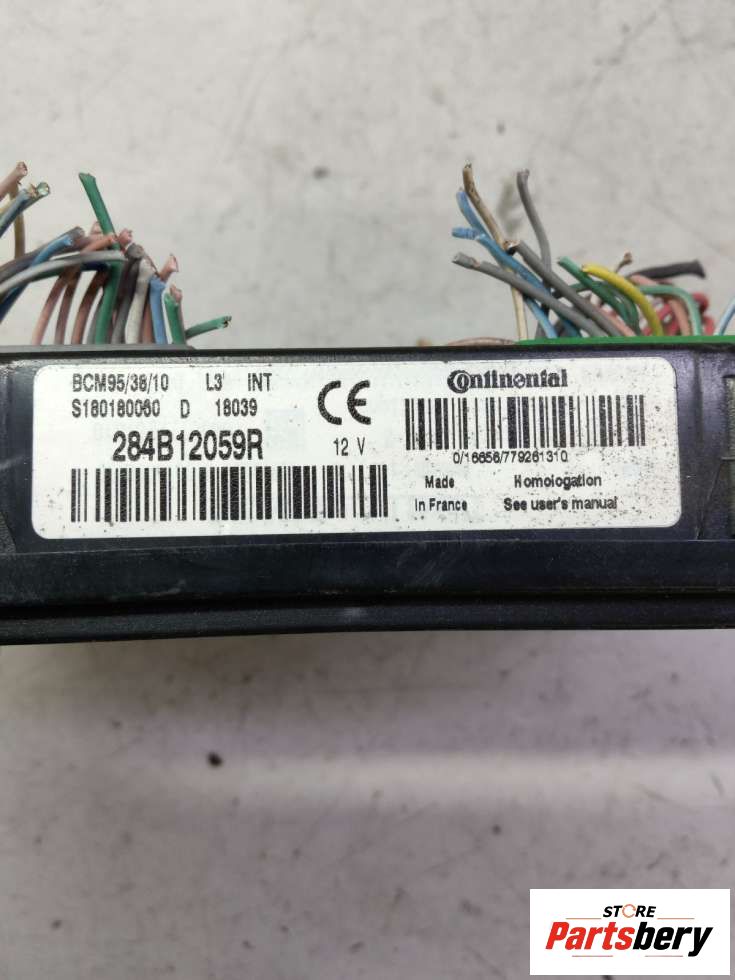 BCM95/38/10 L3' INT
S180180060 D 18039
284B12059R
CE
12 V
Continental
0/16656/779261310
Made
in France
Homologation
See user's manual
STORE
Partsbery